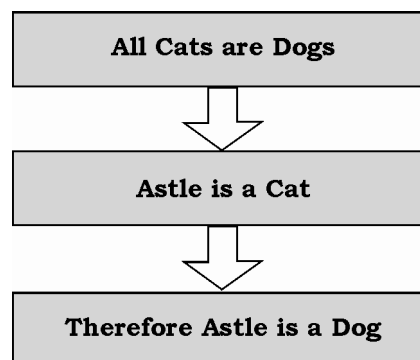 All Cats are Dogs
Astle is a Cat
Therefore Astle is a Dog